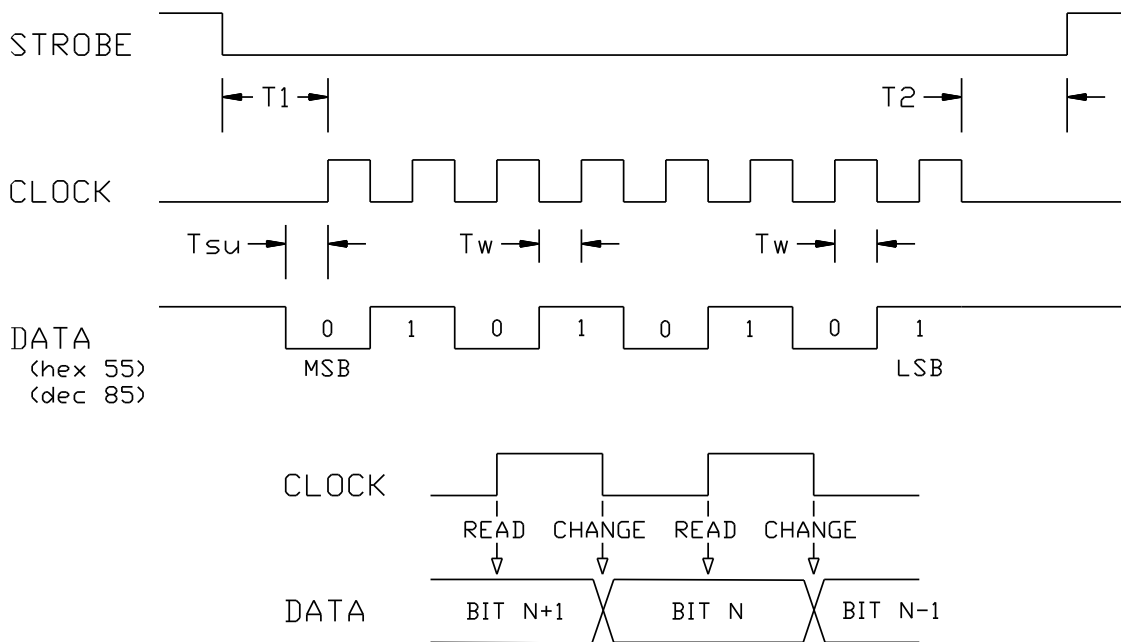 STROBE
T1 T2
CLOCK
Tsu Tw Tw
DATA 0 1 0 1 0 1 0 1
(hex 55) MSB LSB
(dec 85)
CLOCK
READ CHANGE READ CHANGE
DATA BIT N+1 BIT N BIT N-1